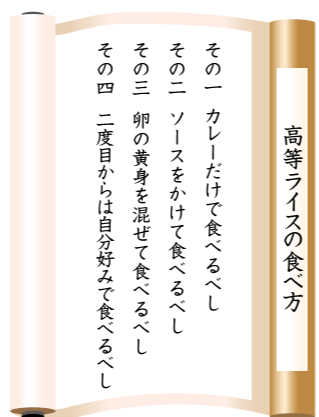 高等ライスの食べ方
その一 カレーだけで食べるべし
その二 ソースをかけて食べるべし
その三 卵の黄身を混ぜて食べるべし
その四 二度目からは自分好みで食べるべし